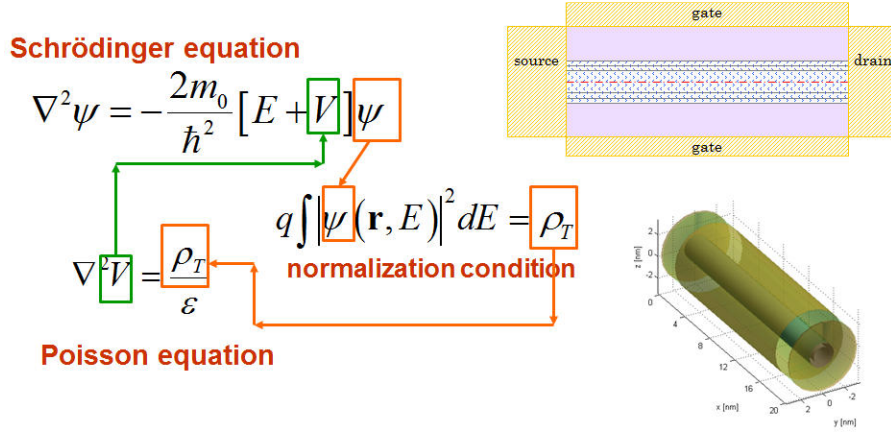 Schrödinger equation
∇²ψ = −(2m₀/ℏ²)[E + V]ψ
q∫|ψ(r, E)|² dE = ρ_T
normalization condition
∇²V = ρ_T/ε
Poisson equation
gate
source
drain
gate
z [nm]
2
0
-2
0
4
8
12
16
20
x [nm]
2
0
-2
y [nm]